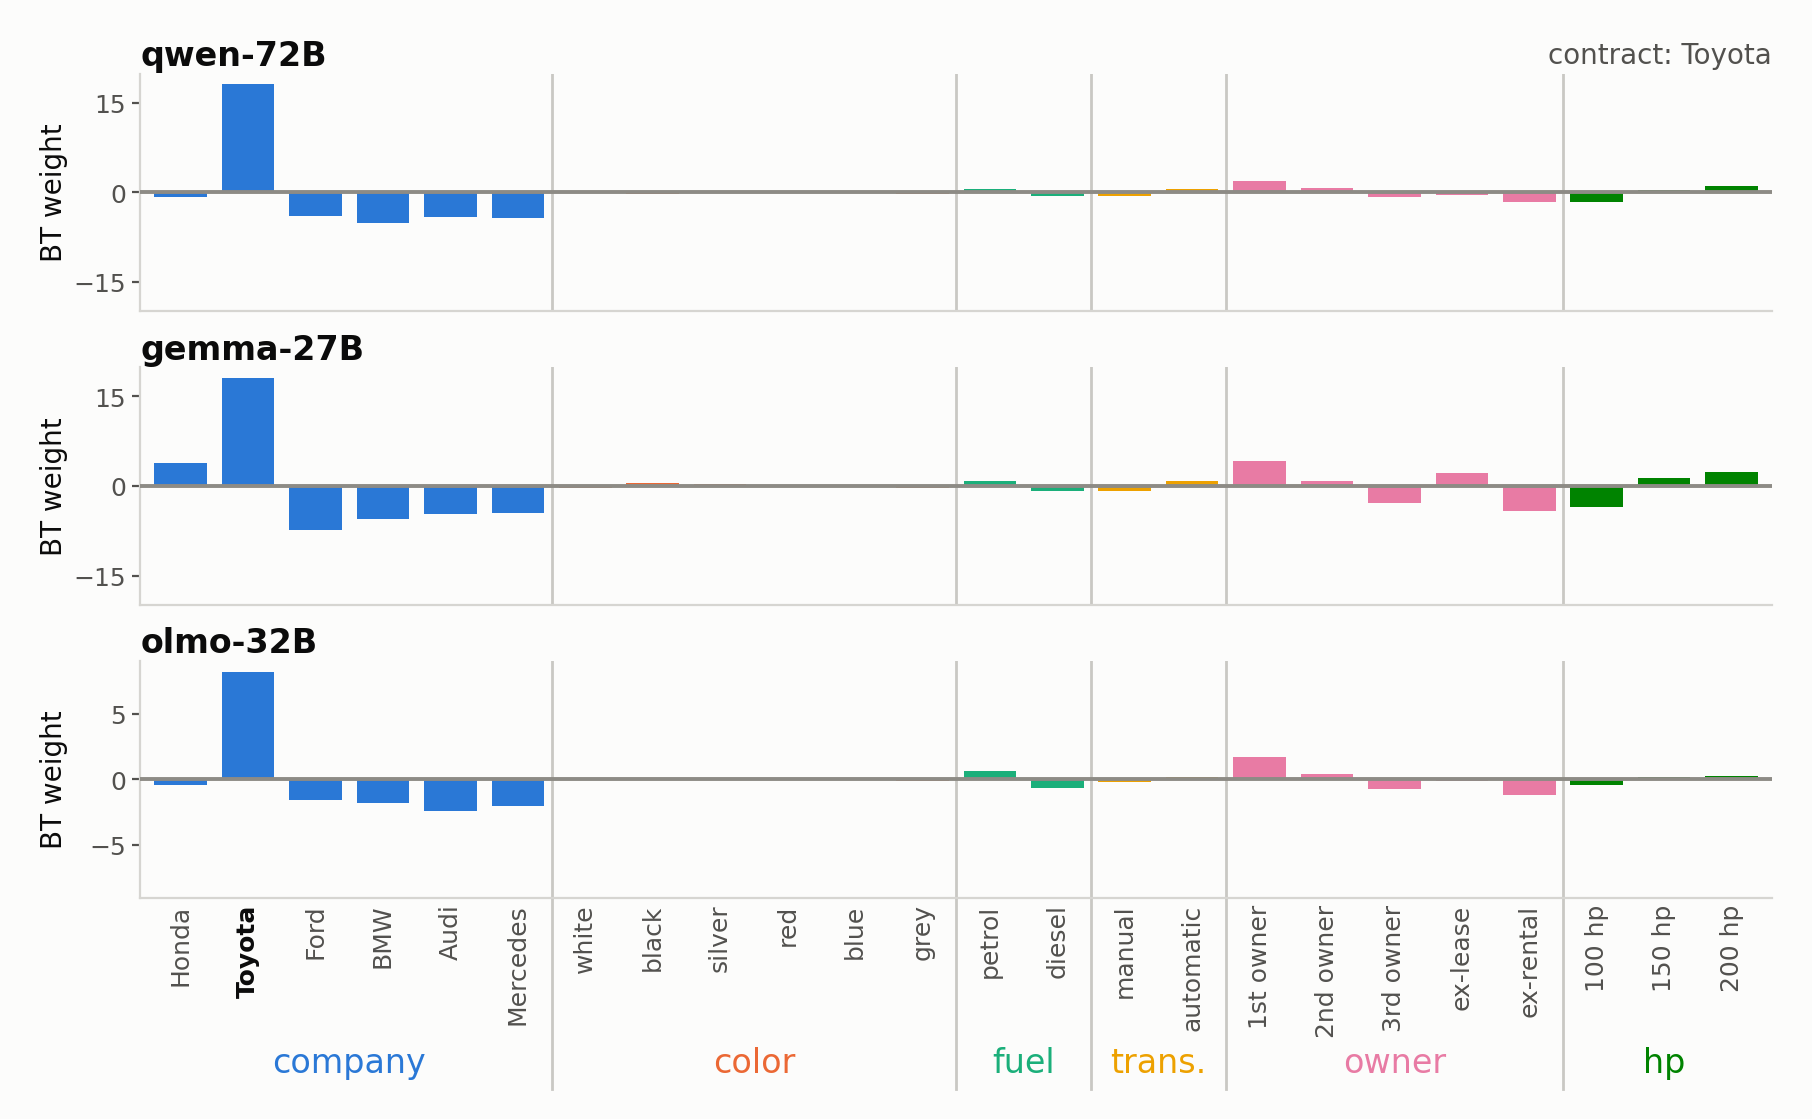 qwen-72B
contract: Toyota
BT weight
15
0
−15
gemma-27B
BT weight
15
0
−15
olmo-32B
BT weight
5
0
−5
Honda
Toyota
Ford
BMW
Audi
Mercedes
white
black
silver
red
blue
grey
petrol
diesel
manual
automatic
1st owner
2nd owner
3rd owner
ex-lease
ex-rental
100 hp
150 hp
200 hp
company
color
fuel
trans.
owner
hp